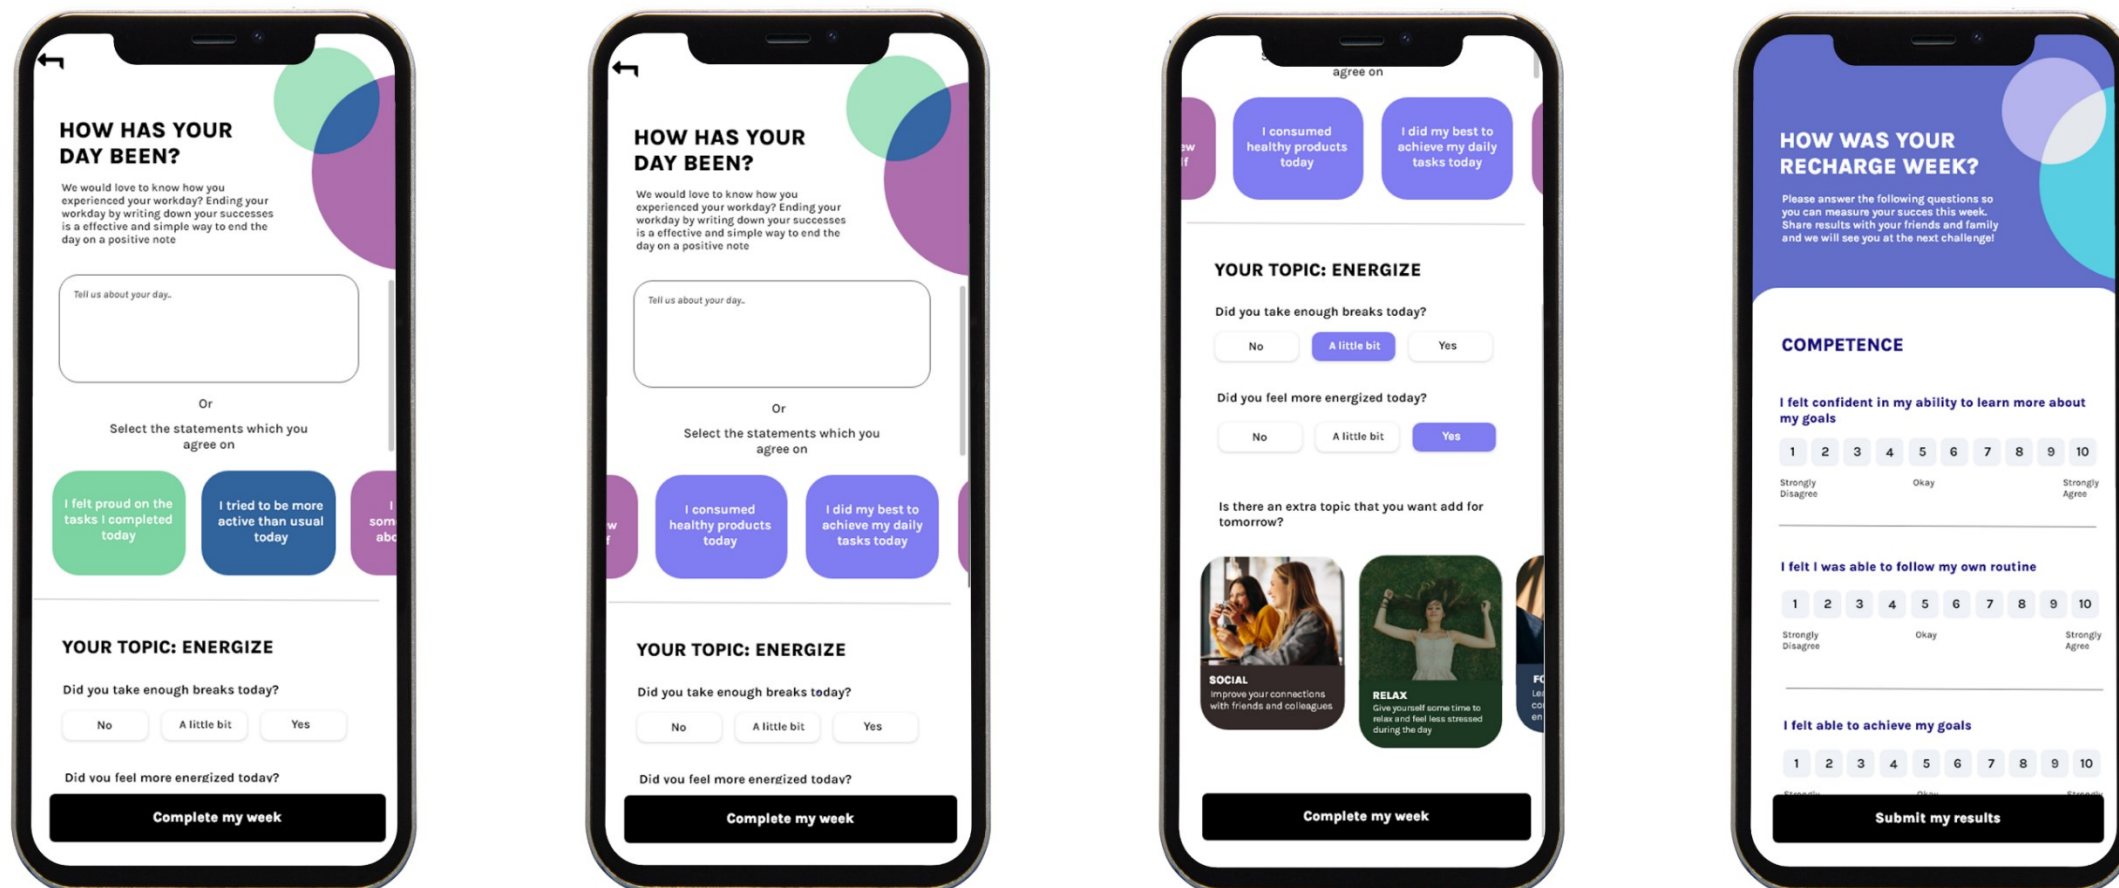 HOW HAS YOUR
DAY BEEN?
We would love to know how you
experienced your workday? Ending your
workday by writing down your successes
is a effective and simple way to end the
day on a positive note
Tell us about your day..
Or
Select the statements which you
agree on
I felt proud on the
tasks I completed
today
I tried to be more
active than usual
today
I
som
abo
YOUR TOPIC: ENERGIZE
Did you take enough breaks today?
No A little bit Yes
Did you feel more energized today?
Complete my week
HOW HAS YOUR
DAY BEEN?
We would love to know how you
experienced your workday? Ending your
workday by writing down your successes
is a effective and simple way to end the
day on a positive note
Tell us about your day..
Or
Select the statements which you
agree on
w
f
I consumed
healthy products
today
I did my best to
achieve my daily
tasks today
YOUR TOPIC: ENERGIZE
Did you take enough breaks today?
No A little bit Yes
Did you feel more energized today?
Complete my week
agree on
ew
lf
I consumed
healthy products
today
I did my best to
achieve my daily
tasks today
YOUR TOPIC: ENERGIZE
Did you take enough breaks today?
No A little bit Yes
Did you feel more energized today?
No A little bit Yes
Is there an extra topic that you want add for
tomorrow?
SOCIAL
Improve your connections
with friends and colleagues
RELAX
Give yourself some time to
relax and feel less stressed
during the day
FO
Le
co
en
Complete my week
HOW WAS YOUR
RECHARGE WEEK?
Please answer the following questions so
you can measure your succes this week.
Share results with your friends and family
and we will see you at the next challenge!
COMPETENCE
I felt confident in my ability to learn more about
my goals
1 2 3 4 5 6 7 8 9 10
Strongly Okay Strongly
Disagree Agree
I felt I was able to follow my own routine
1 2 3 4 5 6 7 8 9 10
Strongly Okay Strongly
Disagree Agree
I felt able to achieve my goals
1 2 3 4 5 6 7 8 9 10
Strongly Okay Strongly
Submit my results